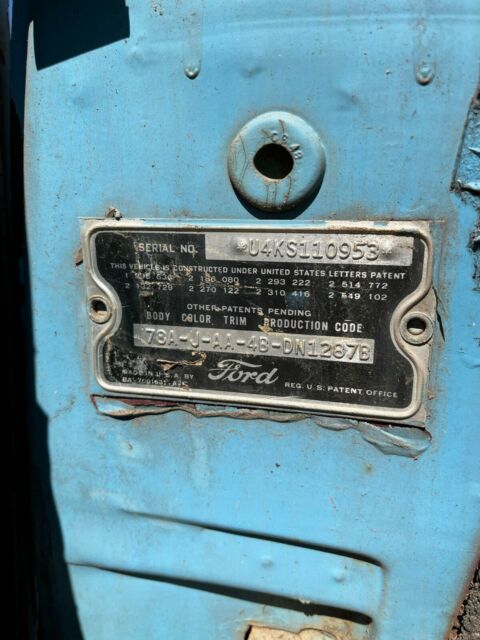 SERIAL NO. *U4KS110953*
THIS VEHICLE IS CONSTRUCTED UNDER UNITED STATES LETTERS PATENT
2 293 222 2 514 772
2 270 122 2 310 416 2 649 102
OTHER PATENTS PENDING
BODY COLOR TRIM PRODUCTION CODE
73A-J-AA-4B-DN1287B
MADE IN U.S.A. BY
Ford
REG. U.S. PATENT OFFICE